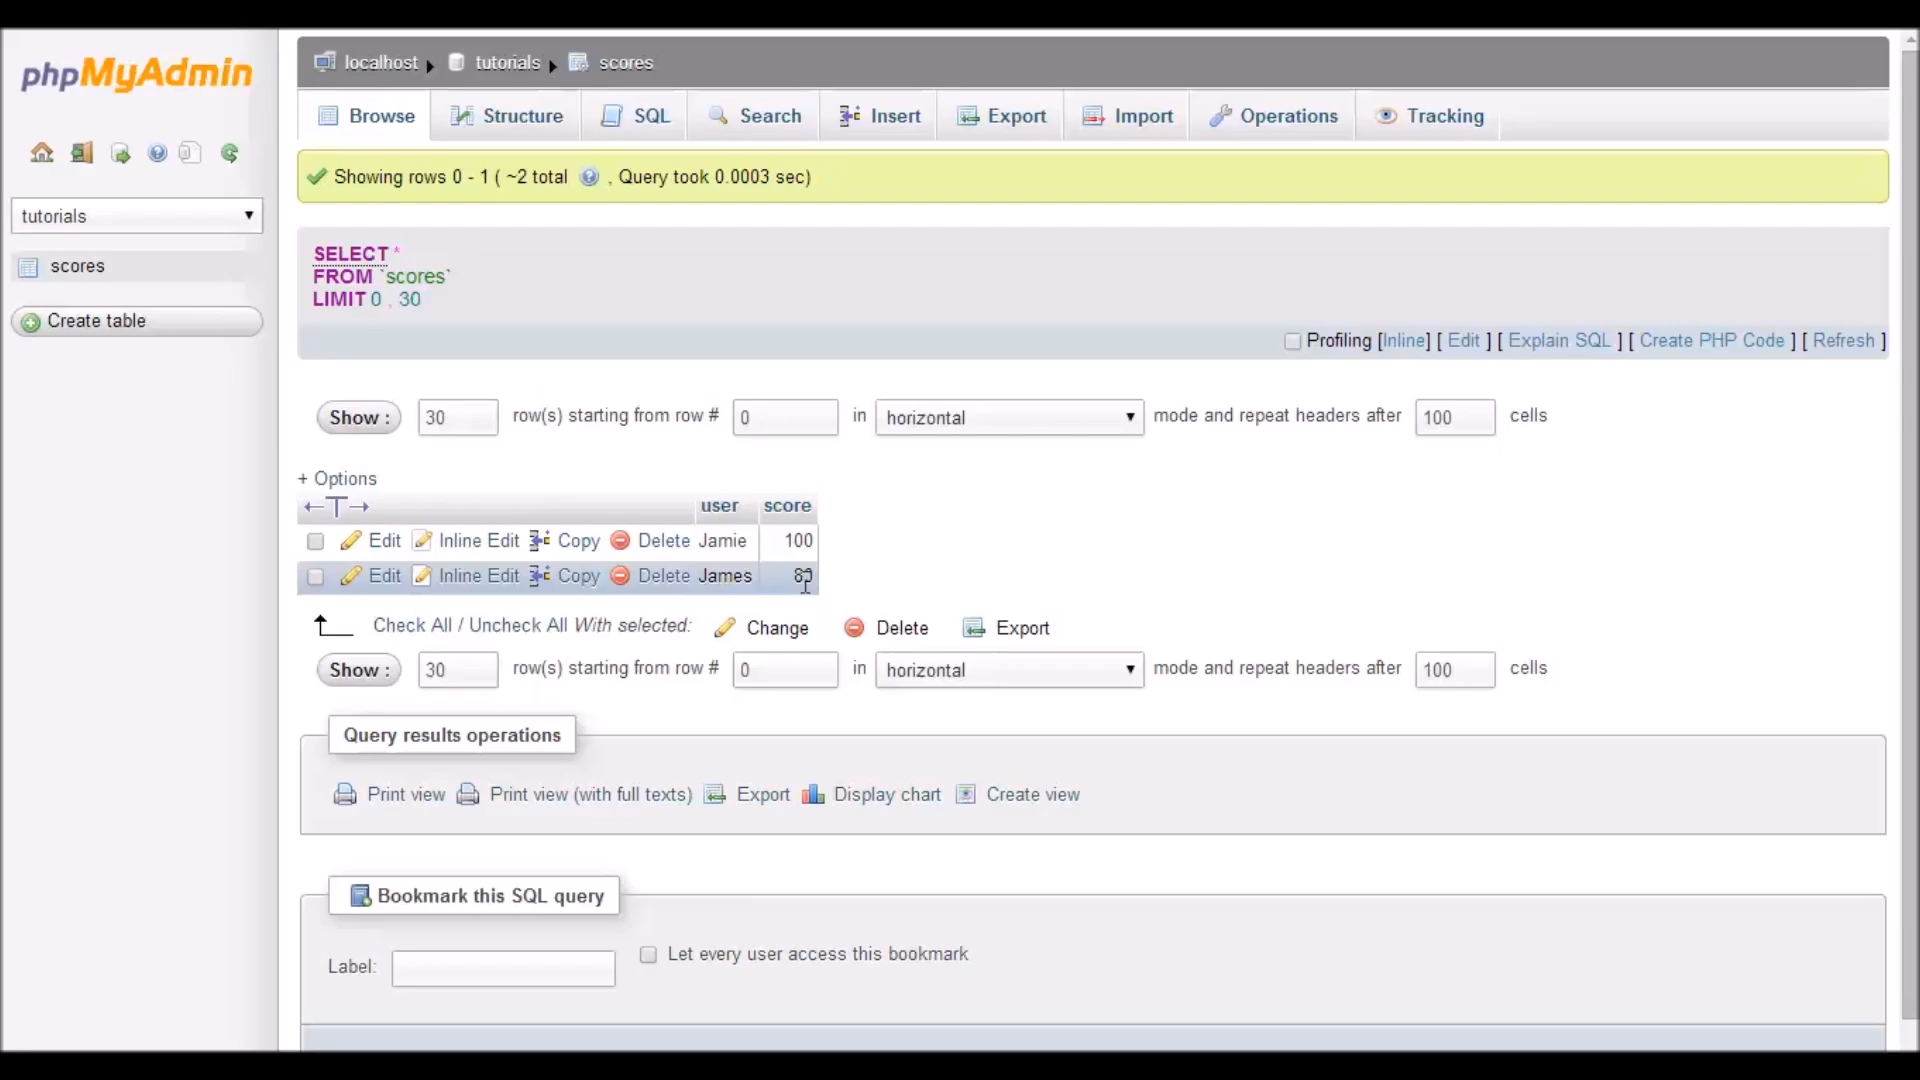 phpMyAdmin
localhost tutorials scores
Browse Structure SQL Search Insert Export Import Operations Tracking
Showing rows 0 - 1 ( ~2 total , Query took 0.0003 sec)
tutorials
scores
Create table
SELECT *
FROM `scores`
LIMIT 0 , 30
Profiling [Inline] [ Edit ] [ Explain SQL ] [ Create PHP Code ] [ Refresh ]
Show : 30 row(s) starting from row # 0 in horizontal mode and repeat headers after 100 cells
+ Options
←T→ user score
Edit Inline Edit Copy Delete Jamie 100
Edit Inline Edit Copy Delete James
Check All / Uncheck All With selected: Change Delete Export
Show : 30 row(s) starting from row # 0 in horizontal mode and repeat headers after 100 cells
Query results operations
Print view Print view (with full texts) Export Display chart Create view
Bookmark this SQL query
Label: Let every user access this bookmark